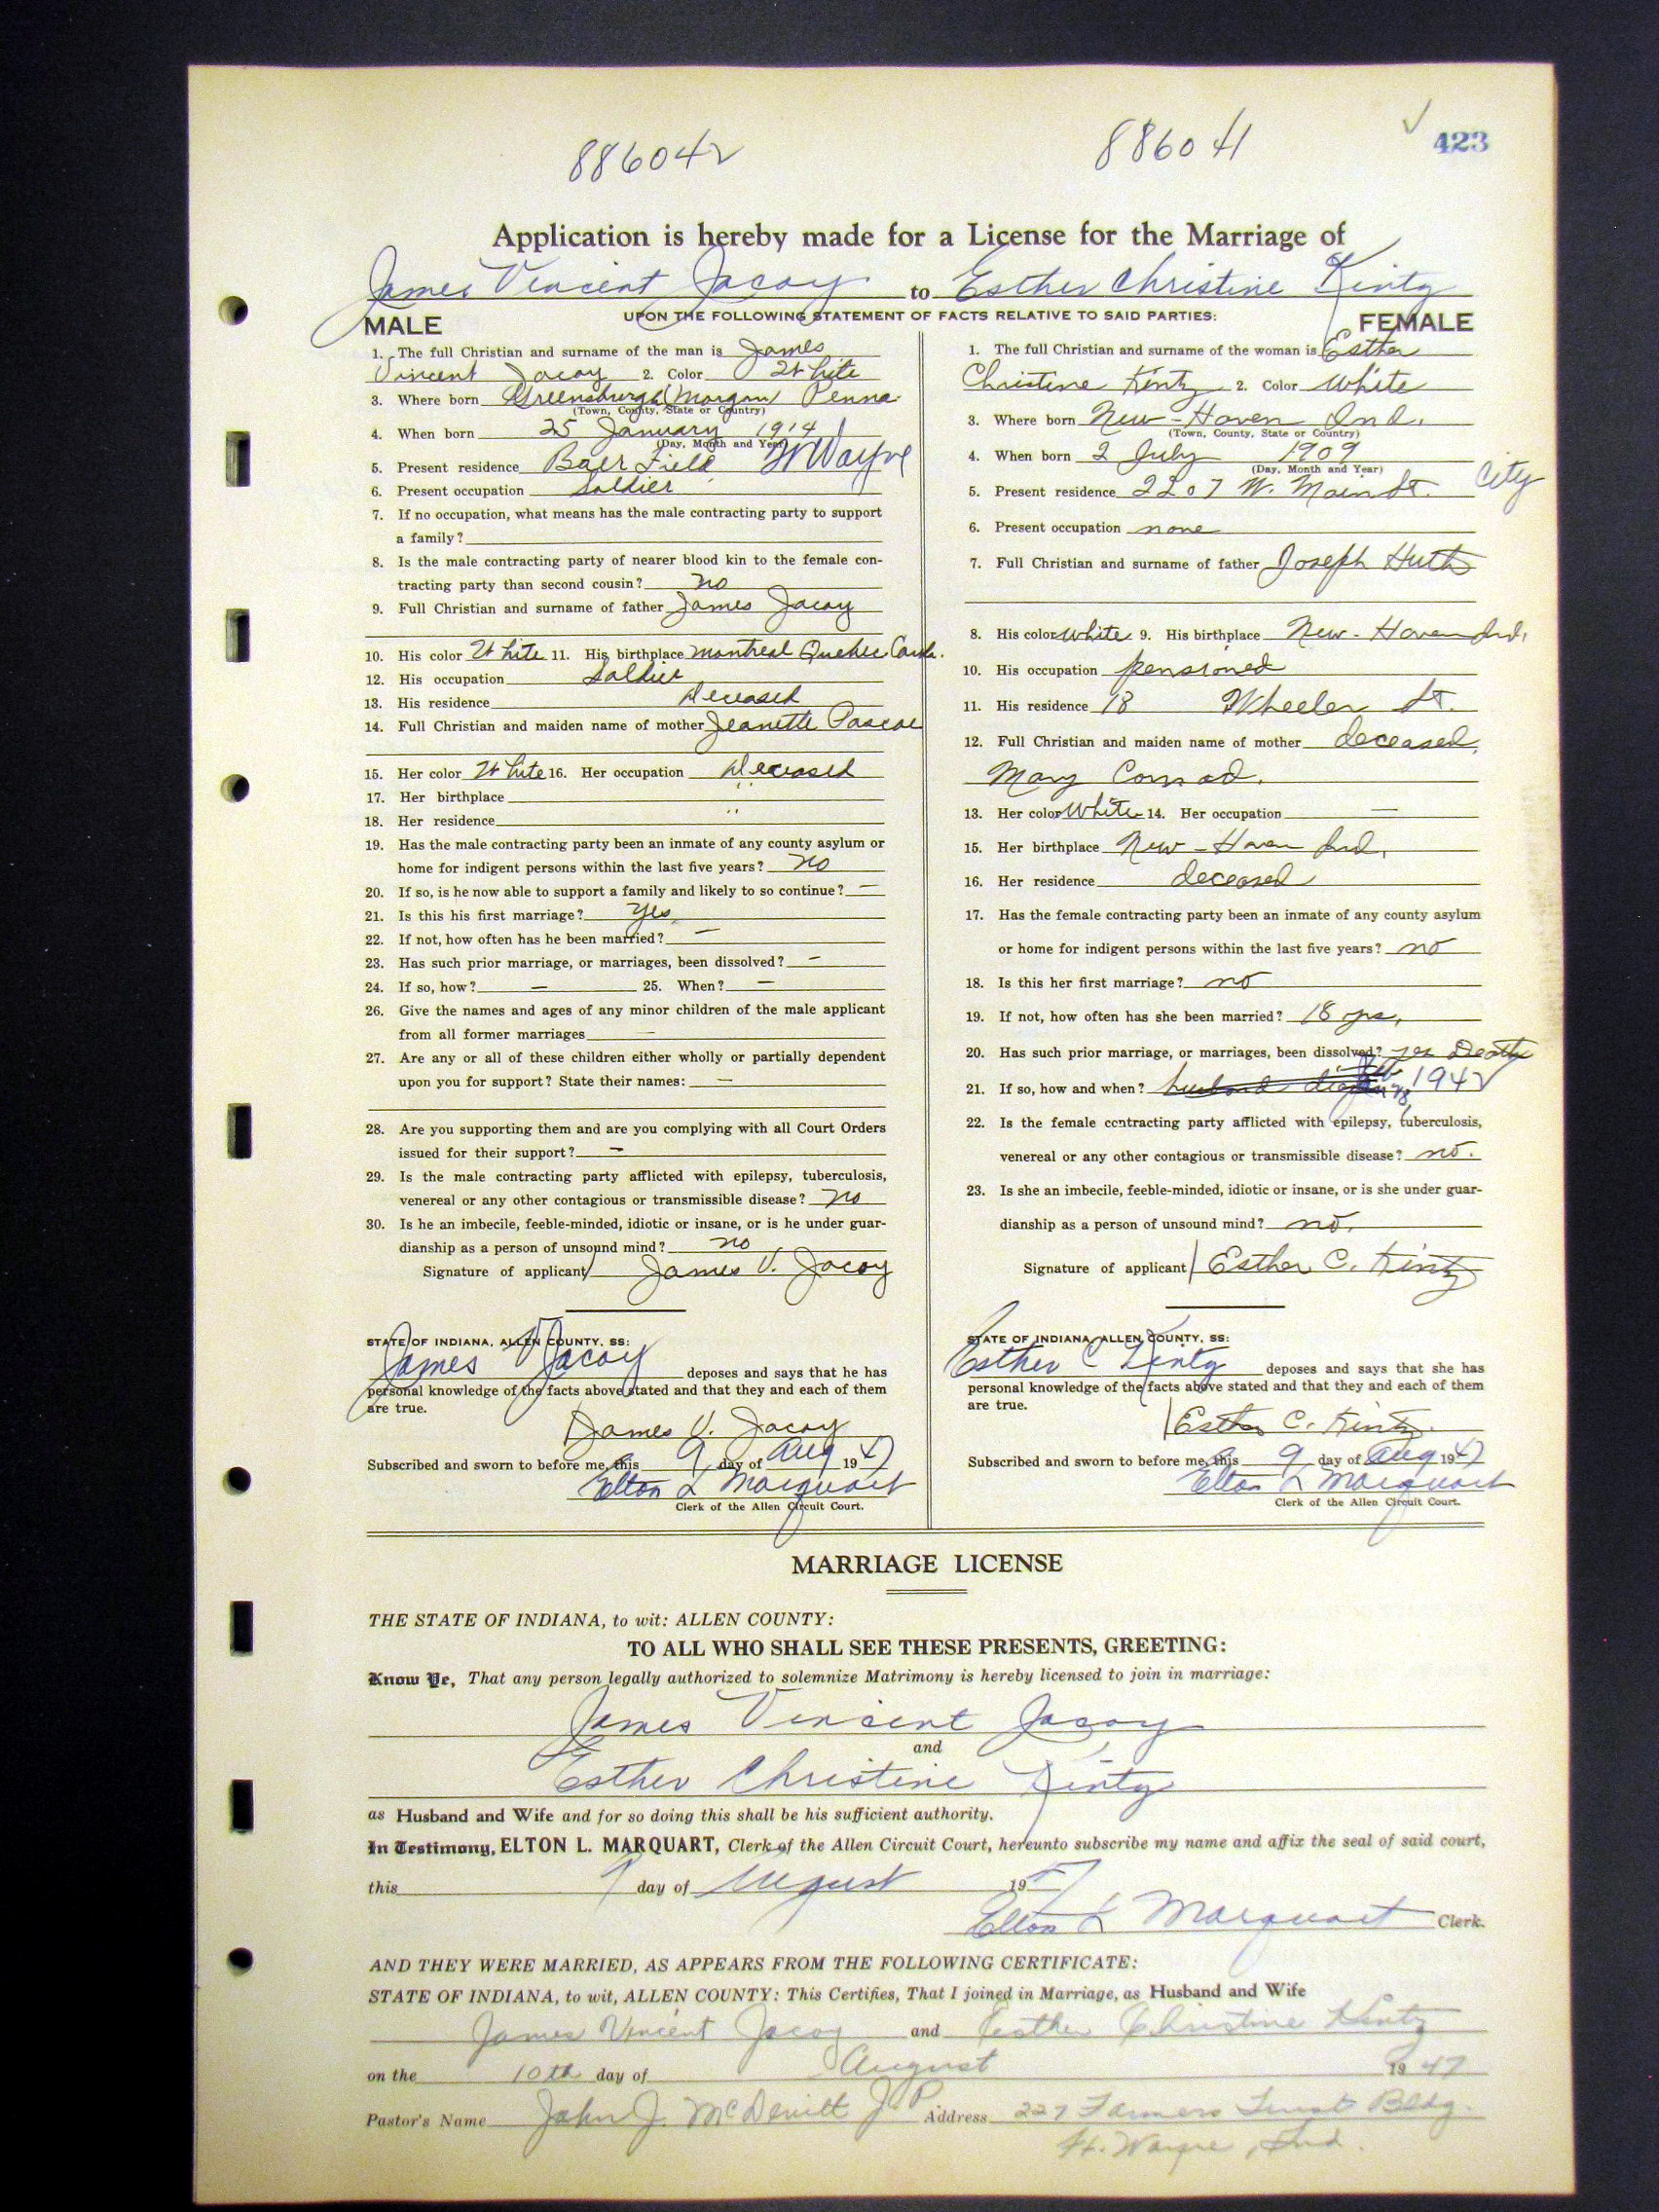 88604½ 88604 423
Application is hereby made for a License for the Marriage of
James Vincent Jacoy to Esther Christine Kintz
UPON THE FOLLOWING STATEMENT OF FACTS RELATIVE TO SAID PARTIES:
MALE
1. The full Christian and surname of the man is James
Vincent Jacoy 2. Color White
3. Where born Greensburgh (Morgan) Penna.
(Town, County, State or Country)
4. When born 25 January 1914
(Day, Month and Year)
5. Present residence Baer Field Ft Wayne
6. Present occupation Soldier
7. If no occupation, what means has the male contracting party to support
a family?
8. Is the male contracting party of nearer blood kin to the female con-
tracting party than second cousin? no
9. Full Christian and surname of father James Jacoy
10. His color White 11. His birthplace Montreal Quebec
12. His occupation Soldier
13. His residence Deceased
14. Full Christian and maiden name of mother Jeanette Pascoe
15. Her color White 16. Her occupation Deceased
17. Her birthplace "
18. Her residence "
19. Has the male contracting party been an inmate of any county asylum or
home for indigent persons within the last five years? no
20. If so, is he now able to support a family and likely to so continue? —
21. Is this his first marriage? yes
22. If not, how often has he been married? —
23. Has such prior marriage, or marriages, been dissolved? —
24. If so, how? — 25. When? —
26. Give the names and ages of any minor children of the male applicant
from all former marriages —
27. Are any or all of these children either wholly or partially dependent
upon you for support? State their names: —
28. Are you supporting them and are you complying with all Court Orders
issued for their support? —
29. Is the male contracting party afflicted with epilepsy, tuberculosis,
venereal or any other contagious or transmissible disease? no
30. Is he an imbecile, feeble-minded, idiotic or insane, or is he under guar-
dianship as a person of unsound mind? no
Signature of applicant James V. Jacoy
STATE OF INDIANA, ALLEN COUNTY, SS:
James V Jacoy deposes and says that he has
personal knowledge of the facts above stated and that they and each of them
are true.
James V. Jacoy
Subscribed and sworn to before me, this 9 day of Aug 1947
Elton L Marquart
Clerk of the Allen Circuit Court.
FEMALE
1. The full Christian and surname of the woman is Esther
Christine Kintz 2. Color White
3. Where born New-Haven Ind.
(Town, County, State or Country)
4. When born 2 July 1909
(Day, Month and Year)
5. Present residence 2207 W. Main St. City
6. Present occupation none
7. Full Christian and surname of father Joseph Huth
8. His color White 9. His birthplace New-Haven Ind.
10. His occupation pensioned
11. His residence 18 Wheeler St.
12. Full Christian and maiden name of mother deceased
Mary Conrad.
13. Her color White 14. Her occupation —
15. Her birthplace New-Haven Ind.
16. Her residence deceased
17. Has the female contracting party been an inmate of any county asylum
or home for indigent persons within the last five years? no
18. Is this her first marriage? no
19. If not, how often has she been married? 18 yrs,
20. Has such prior marriage, or marriages, been dissolved? yes Death
21. If so, how and when? husband 1942
22. Is the female contracting party afflicted with epilepsy, tuberculosis,
venereal or any other contagious or transmissible disease? no.
23. Is she an imbecile, feeble-minded, idiotic or insane, or is she under guar-
dianship as a person of unsound mind? no.
Signature of applicant Esther C. Kintz
STATE OF INDIANA, ALLEN COUNTY, SS:
Esther C Kintz deposes and says that she has
personal knowledge of the facts above stated and that they and each of them
are true.
Esther C. Kintz.
Subscribed and sworn to before me, this 9 day of Aug 1947
Elton L Marquart
Clerk of the Allen Circuit Court.
MARRIAGE LICENSE
THE STATE OF INDIANA, to wit: ALLEN COUNTY:
TO ALL WHO SHALL SEE THESE PRESENTS, GREETING:
Know Ye, That any person legally authorized to solemnize Matrimony is hereby licensed to join in marriage:
James Vincent Jacoy
and
Esther Christine Kintz
as Husband and Wife and for so doing this shall be his sufficient authority.
In Testimony, ELTON L. MARQUART, Clerk of the Allen Circuit Court, hereunto subscribe my name and affix the seal of said court,
this 9 day of August 1947
Elton L Marquart Clerk.
AND THEY WERE MARRIED, AS APPEARS FROM THE FOLLOWING CERTIFICATE:
STATE OF INDIANA, to wit, ALLEN COUNTY: This Certifies, That I joined in Marriage, as Husband and Wife
James Vincent Jacoy and Esther Christine Kintz
on the 10th day of August 1947
Pastor's Name John J. McDevitt J.P. Address 227 Farmers Trust Bldg.
Ft. Wayne, Ind.